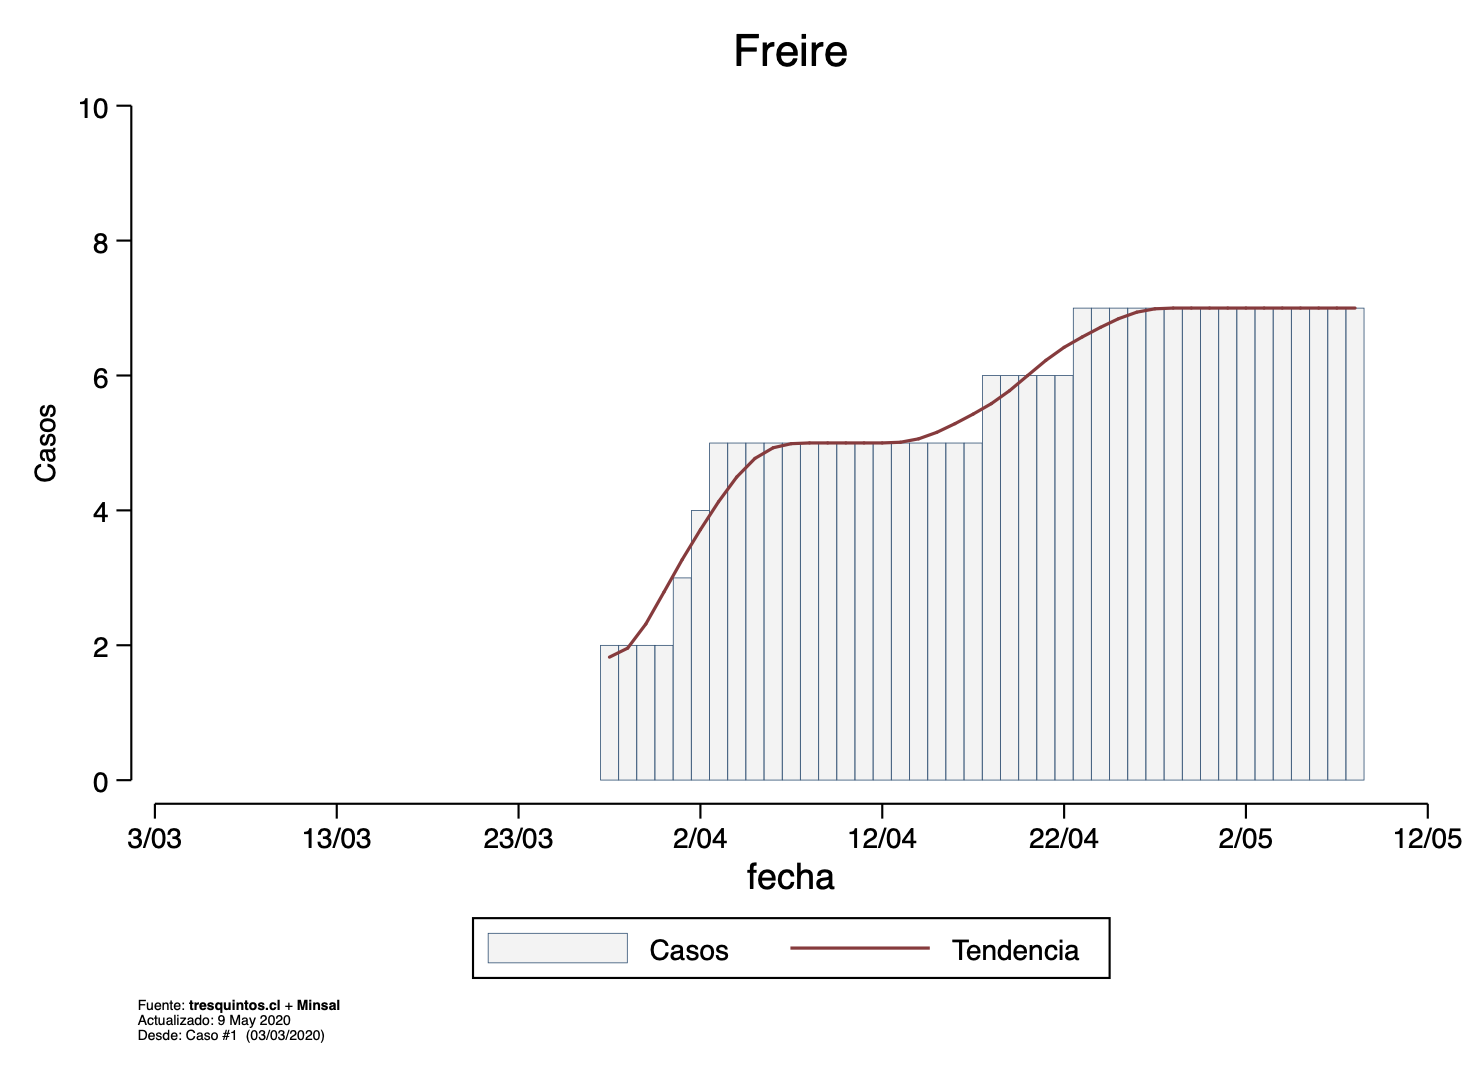 Freire
10
8
6
4
2
0
Casos
3/03 13/03 23/03 2/04 12/04 22/04 2/05 12/05
fecha
Casos Tendencia
Fuente: tresquintos.cl + Minsal
Actualizado: 9 May 2020
Desde: Caso #1 (03/03/2020)